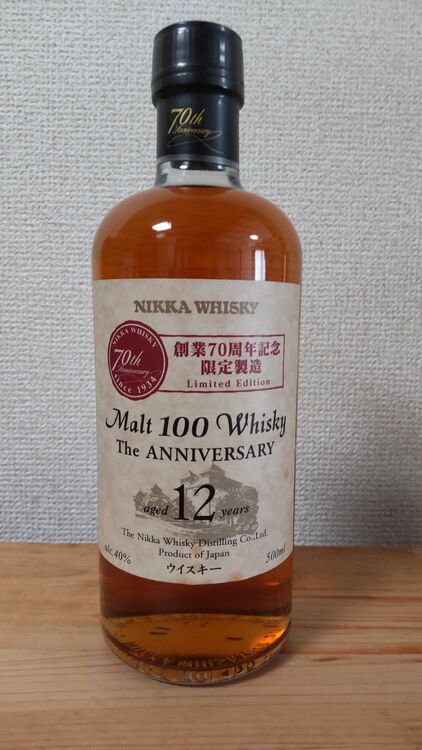 70th
Anniversary
NIKKA WHISKY
NIKKA WHISKY
70th
Anniversary
since 1934
創業70周年記念
限定製造
Limited Edition
Malt 100 Whisky
The ANNIVERSARY
aged 12 years
The Nikka Whisky Distilling Co.,Ltd.
alc.40% Product of Japan 500ml
ウイスキー